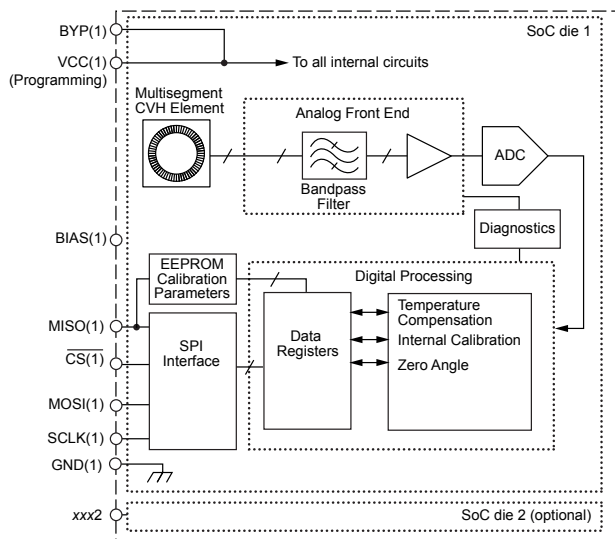 BYP(1)
SoC die 1
VCC(1)
(Programming)
To all internal circuits
Multisegment
CVH Element
Analog Front End
Bandpass
Filter
ADC
Diagnostics
BIAS(1)
EEPROM
Calibration
Parameters
Digital Processing
MISO(1)
SPI
Interface
Data
Registers
Temperature
Compensation
Internal Calibration
Zero Angle
CS(1)
MOSI(1)
SCLK(1)
GND(1)
xxx2
SoC die 2 (optional)